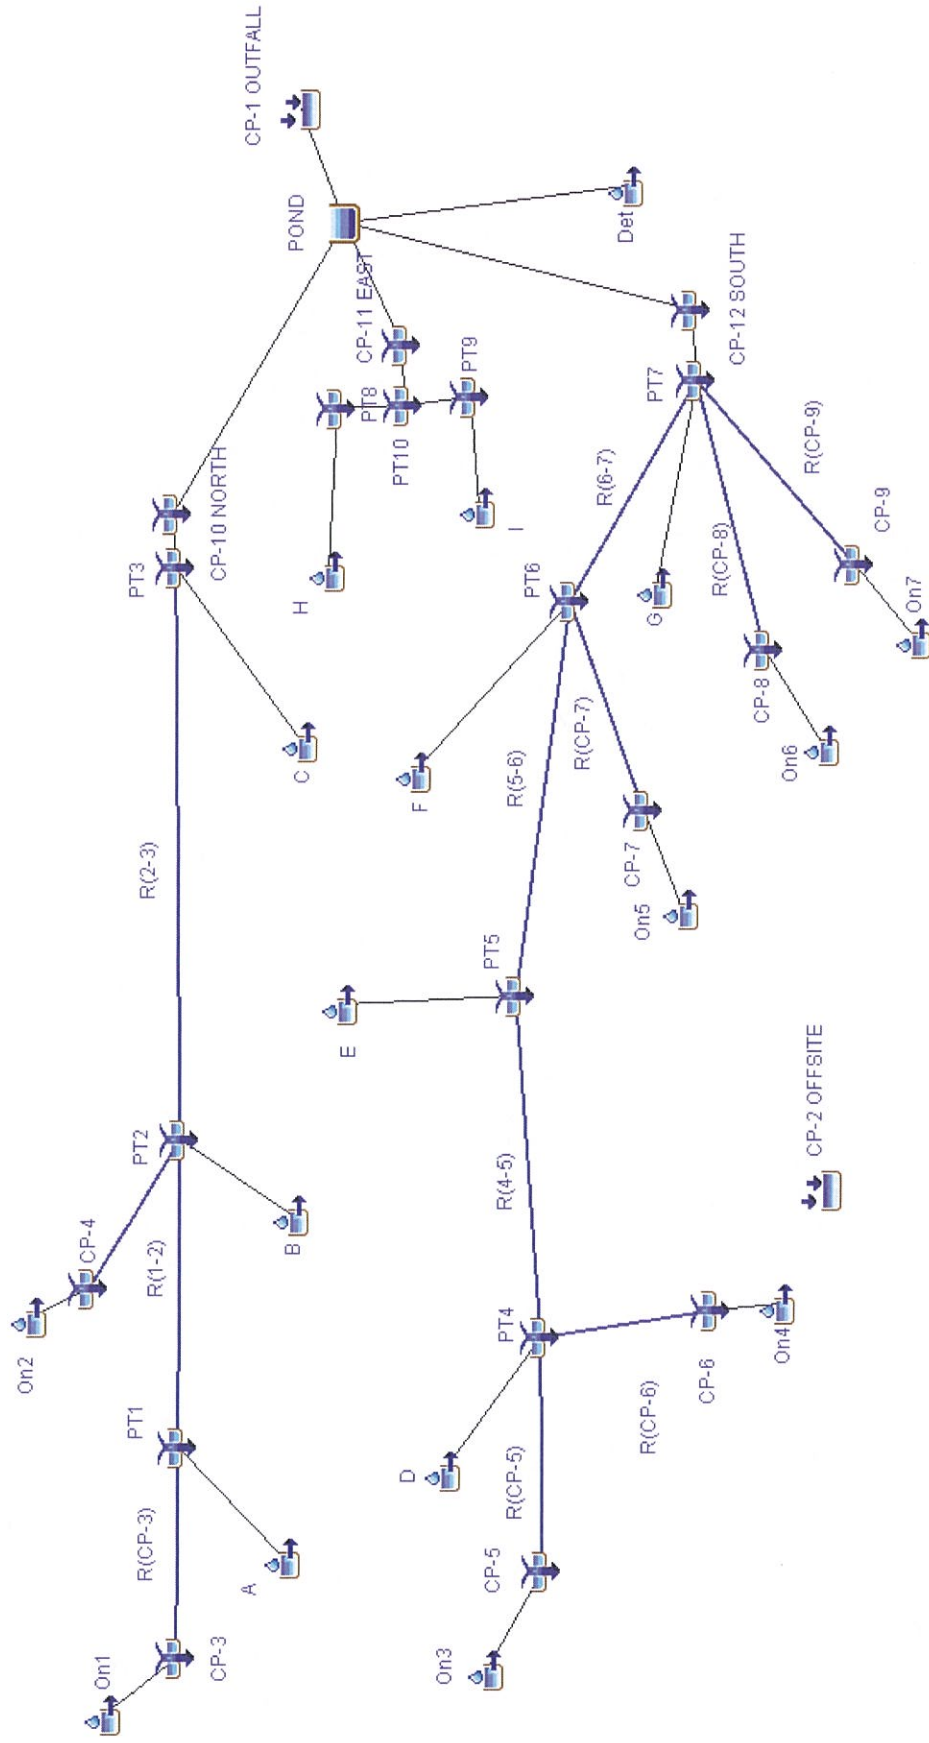 On1
CP-3
R(CP-3)
A
PT1
R(1-2)
On2
CP-4
PT2
B
R(2-3)
C
PT3
CP-10 NORTH
On3
CP-5
R(CP-5)
D
PT4
R(CP-6)
CP-6
On4
R(4-5)
E
PT5
R(5-6)
F
On5
CP-7
R(CP-7)
PT6
R(6-7)
G
On6
CP-8
R(CP-8)
On7
CP-9
R(CP-9)
PT7
CP-12 SOUTH
H
PT8
PT10
I
PT9
CP-11 EAST
Det
POND
CP-1 OUTFALL
CP-2 OFFSITE